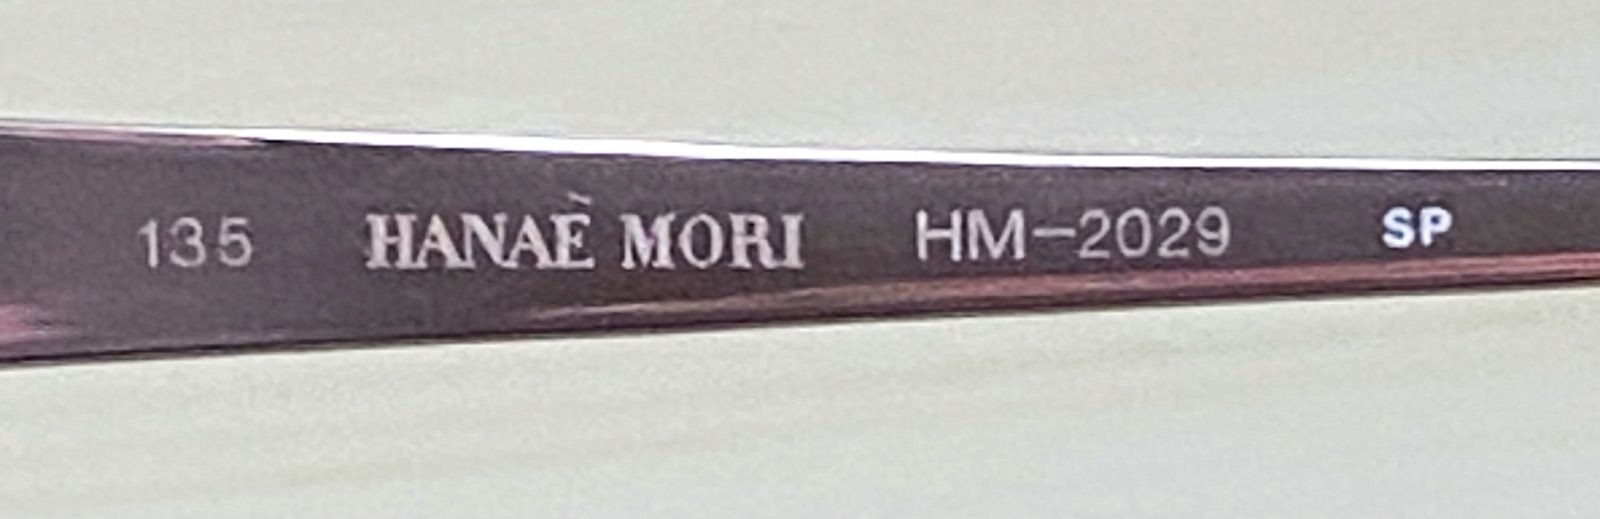 135 HANAÈ MORI HM-2029 SP